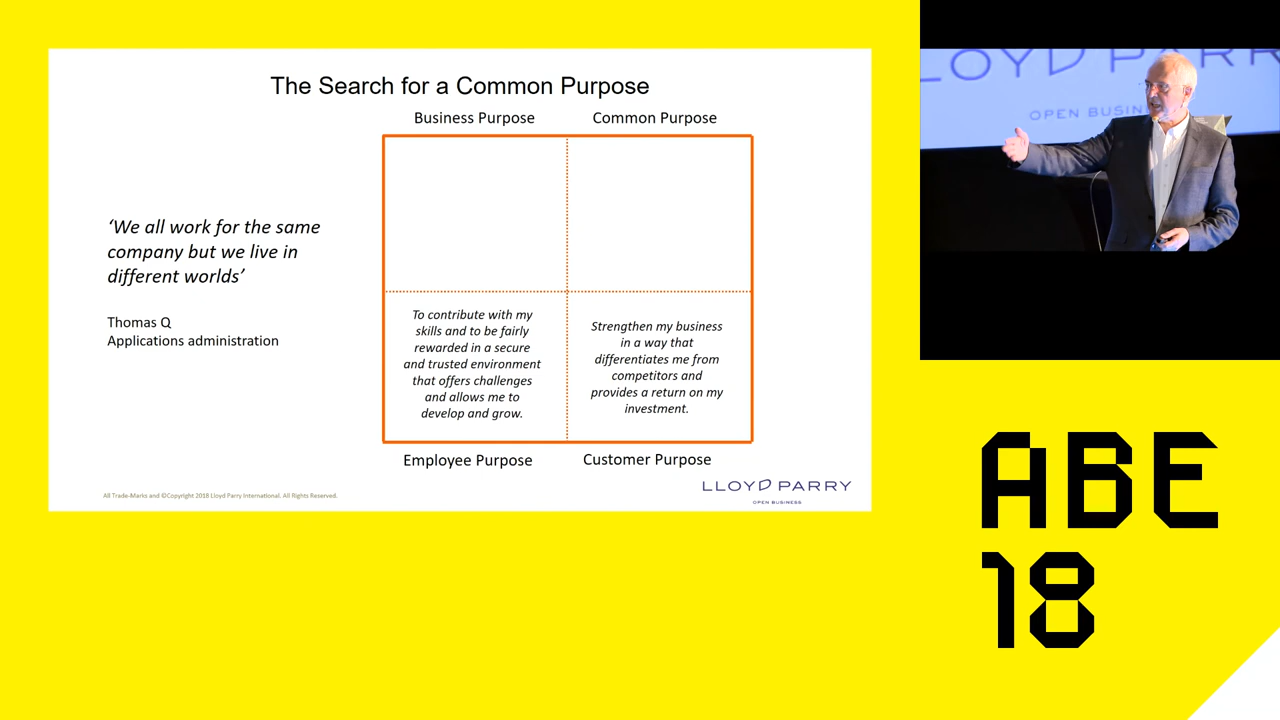 The Search for a Common Purpose
Business Purpose
Common Purpose
‘We all work for the same
company but we live in
different worlds’
Thomas Q
Applications administration
To contribute with my
skills and to be fairly
rewarded in a secure
and trusted environment
that offers challenges
and allows me to
develop and grow.
Strengthen my business
in a way that
differentiates me from
competitors and
provides a return on my
investment.
Employee Purpose
Customer Purpose
All Trade-Marks and ©Copyright 2018 Lloyd Parry International. All Rights Reserved.
LLOYD PARRY
OPEN BUSINESS
LOYD PARR
OPEN BUSIN
ABE
18